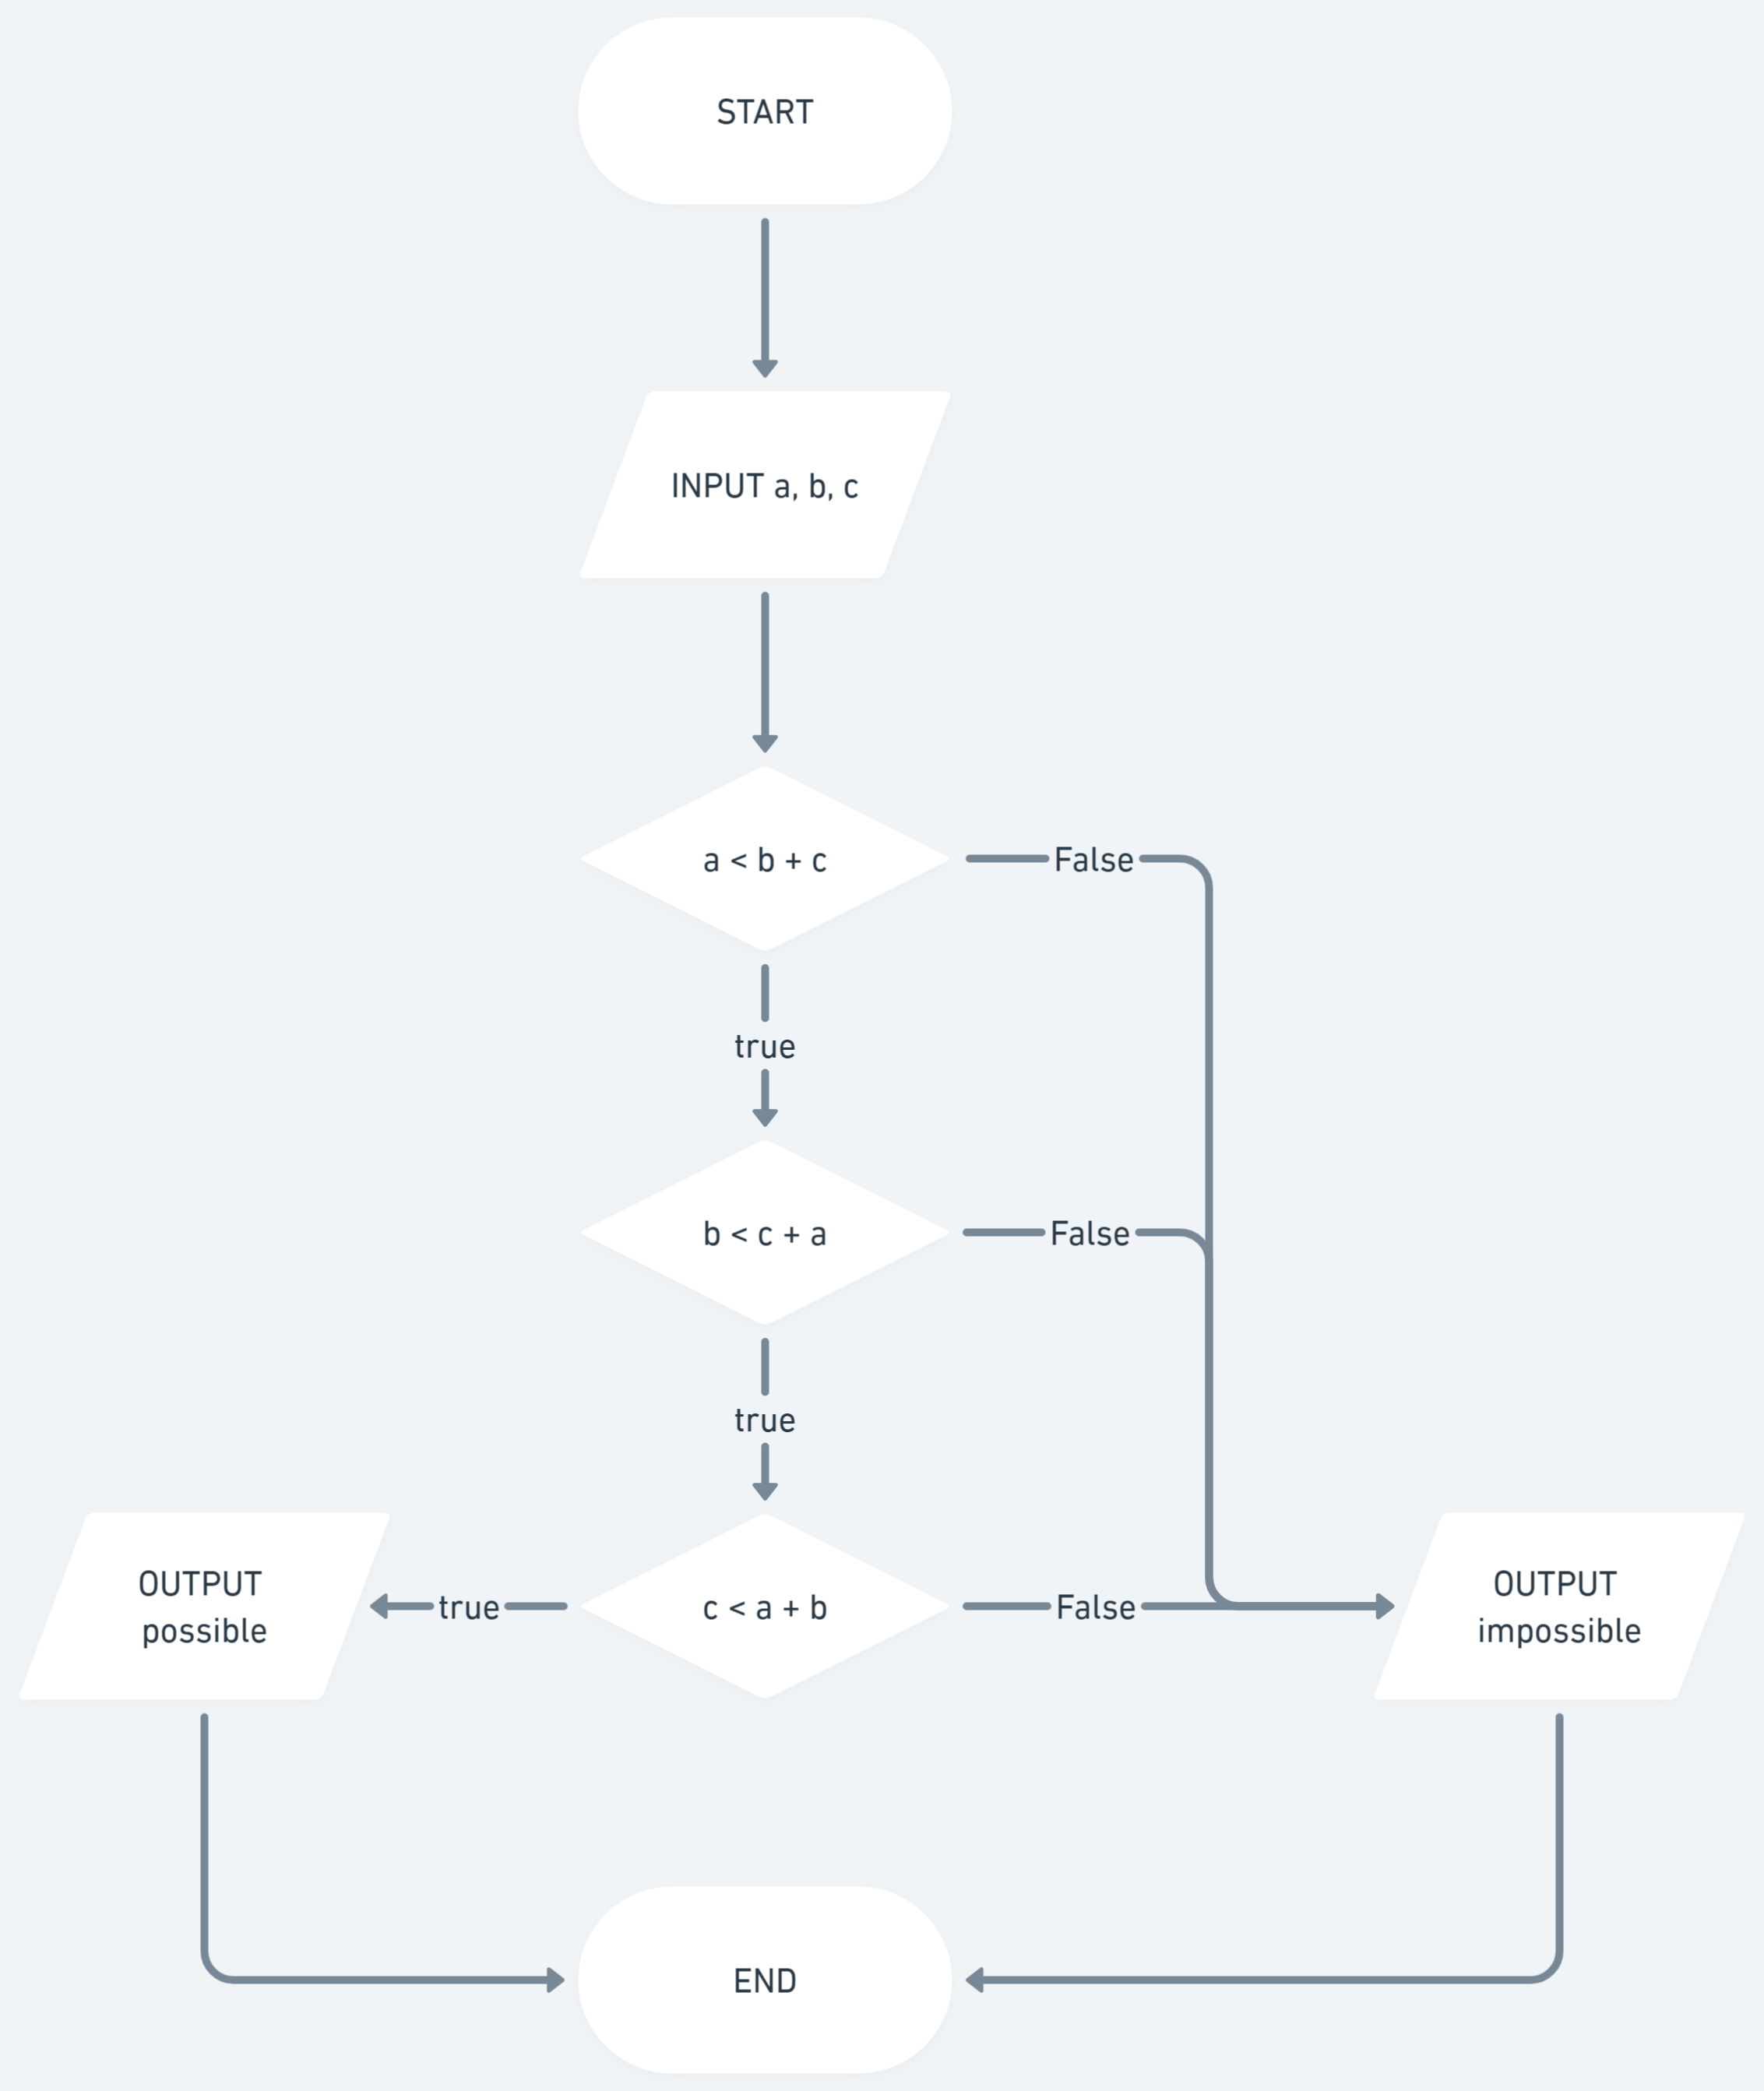 START
INPUT a, b, c
a < b + c
False
true
b < c + a
False
true
OUTPUT
possible
true
c < a + b
False
OUTPUT
impossible
END